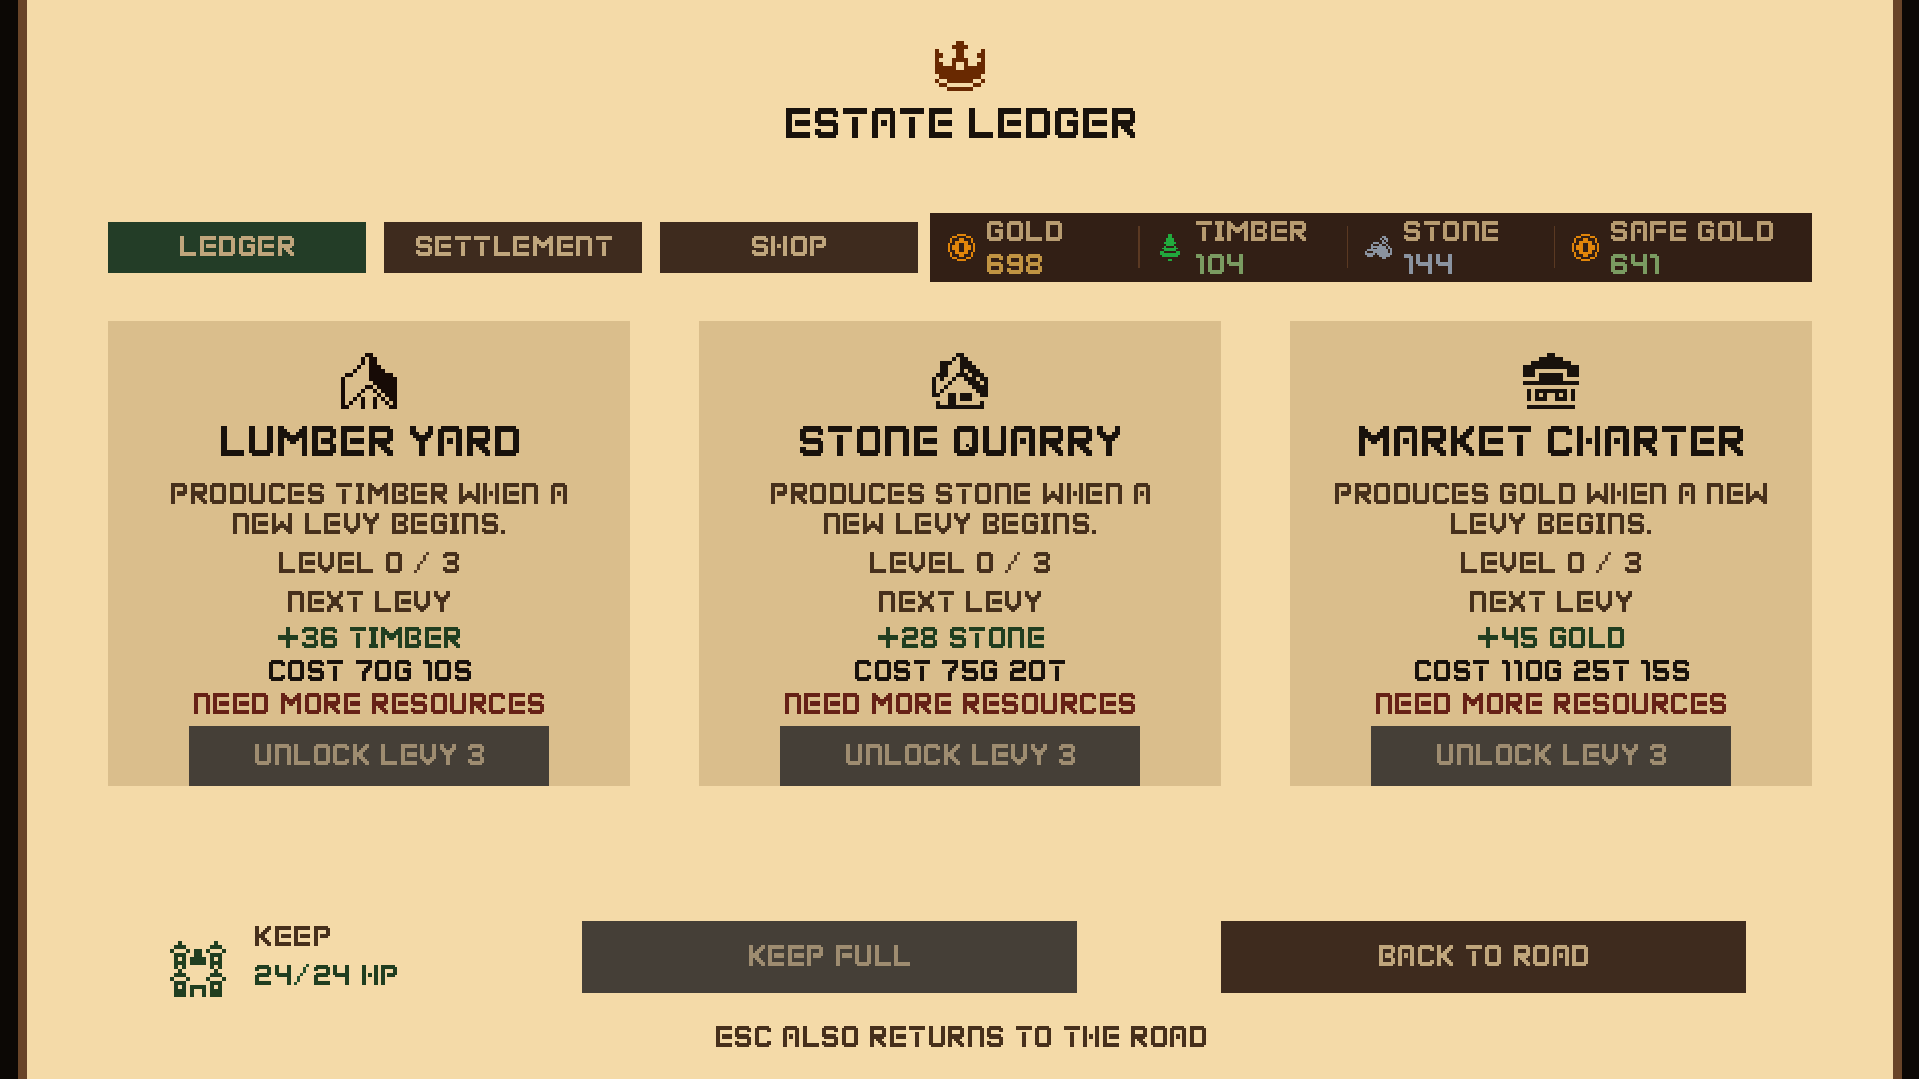 ESTATE LEDGER
LEDGER
SETTLEMENT
SHOP
GOLD
698
TIMBER
104
STONE
144
SAFE GOLD
641
LUMBER YARD
PRODUCES TIMBER WHEN A
NEW LEVY BEGINS.
LEVEL 0 / 3
NEXT LEVY
+36 TIMBER
COST 70G 10S
NEED MORE RESOURCES
UNLOCK LEVY 3
STONE QUARRY
PRODUCES STONE WHEN A
NEW LEVY BEGINS.
LEVEL 0 / 3
NEXT LEVY
+28 STONE
COST 75G 20T
NEED MORE RESOURCES
UNLOCK LEVY 3
MARKET CHARTER
PRODUCES GOLD WHEN A NEW
LEVY BEGINS.
LEVEL 0 / 3
NEXT LEVY
+45 GOLD
COST 110G 25T 15S
NEED MORE RESOURCES
UNLOCK LEVY 3
KEEP
24/24 HP
KEEP FULL
BACK TO ROAD
ESC ALSO RETURNS TO THE ROAD